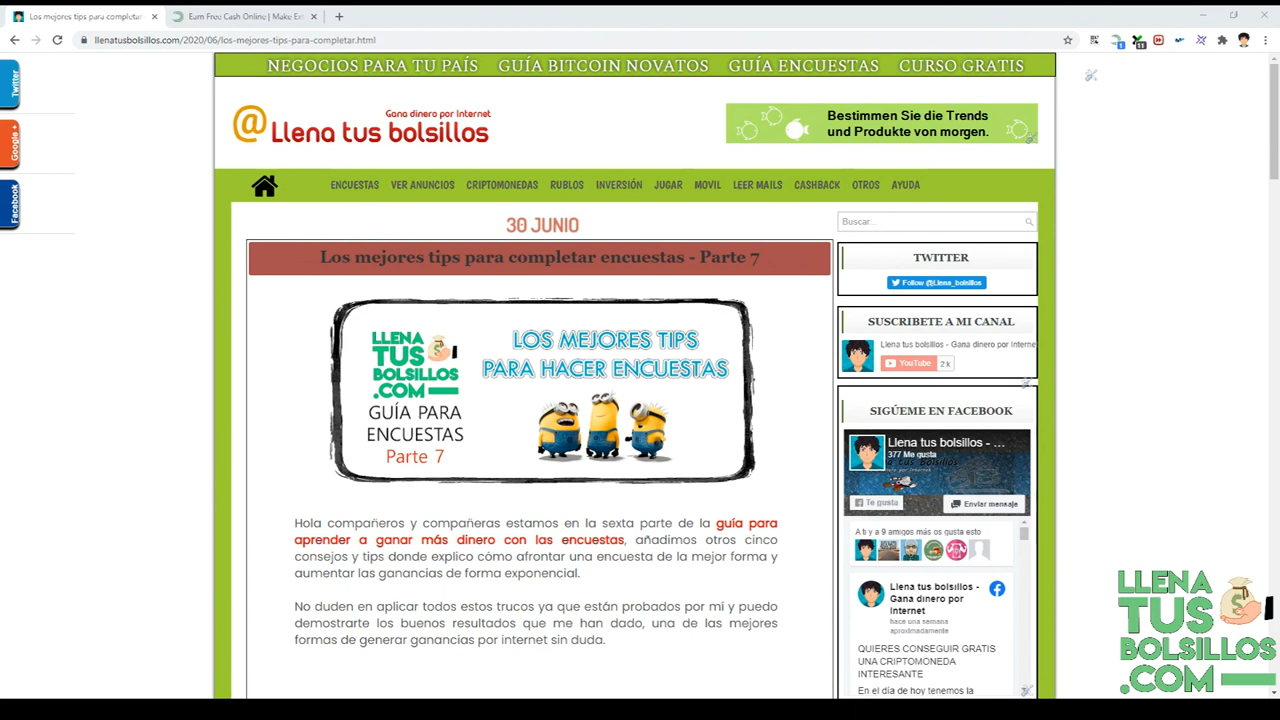 Los mejores tips para completar
Earn Free Cash Online | Make Ex
llenatusbolsillos.com/2020/06/los-mejores-tips-para-completar.html
Twitter
Google +
Facebook
NEGOCIOS PARA TU PAÍS GUÍA BITCOIN NOVATOS GUÍA ENCUESTAS CURSO GRATIS
Gana dinero por Internet
@Llena tus bolsillos
Bestimmen Sie die Trends
und Produkte von morgen.
ENCUESTAS VER ANUNCIOS CRIPTOMONEDAS RUBLOS INVERSIÓN JUGAR MOVIL LEER MAILS CASHBACK OTROS AYUDA
30 JUNIO
Los mejores tips para completar encuestas - Parte 7
LLENA
TUS
BOLSILLOS
.COM
GUÍA PARA
ENCUESTAS
Parte 7
LOS MEJORES TIPS
PARA HACER ENCUESTAS
Hola compañeros y compañeras estamos en la sexta parte de la guía para
aprender a ganar más dinero con las encuestas, añadimos otros cinco
consejos y tips donde explico cómo afrontar una encuesta de la mejor forma y
aumentar las ganancias de forma exponencial.
No duden en aplicar todos estos trucos ya que están probados por mí y puedo
demostrarte los buenos resultados que me han dado, una de las mejores
formas de generar ganancias por internet sin duda.
Buscar...
TWITTER
Follow @Llena_bolsillos
SUSCRIBETE A MI CANAL
Llena tus bolsillos - Gana dinero por Interne
YouTube 2 k
SIGÚEME EN FACEBOOK
Llena tus bolsillos - ...
377 Me gusta
Te gusta
Enviar mensaje
A ti y a 9 amigos más os gusta esto
Llena tus bolsillos -
Gana dinero por
Internet
hace una semana
aproximadamente
QUIERES CONSEGUIR GRATIS
UNA CRIPTOMONEDA
INTERESANTE
En el día de hoy tenemos la
LLENA
TUS
BOLSILLOS
.COM